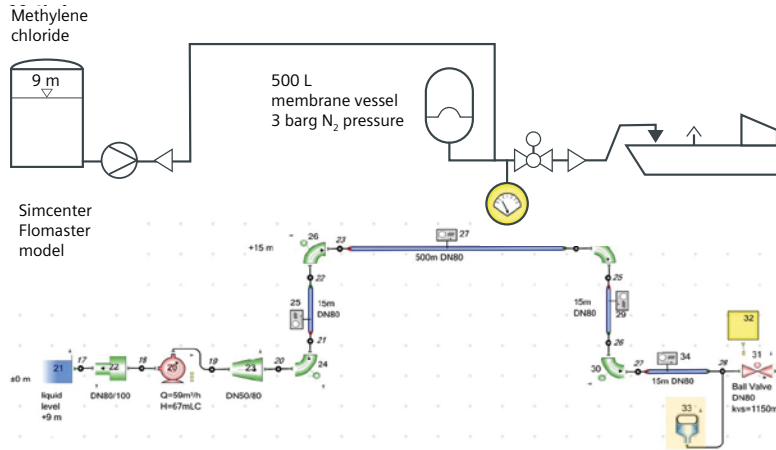 Methylene
chloride
9 m
500 L
membrane vessel
3 barg N₂ pressure
Simcenter
Flomaster
model
+15 m
26
23
27
500m DN80
22
25
25
15m
DN80
15m
DN80
29
21
26
32
±0 m
21
17
22
18
20
19
23
20
24
30
27
34
28
31
liquid
level
+9 m
DN80/100
Q=59m³/h
H=67mLC
DN50/80
15m DN80
33
Ball Valve
DN80
kvs=1150m